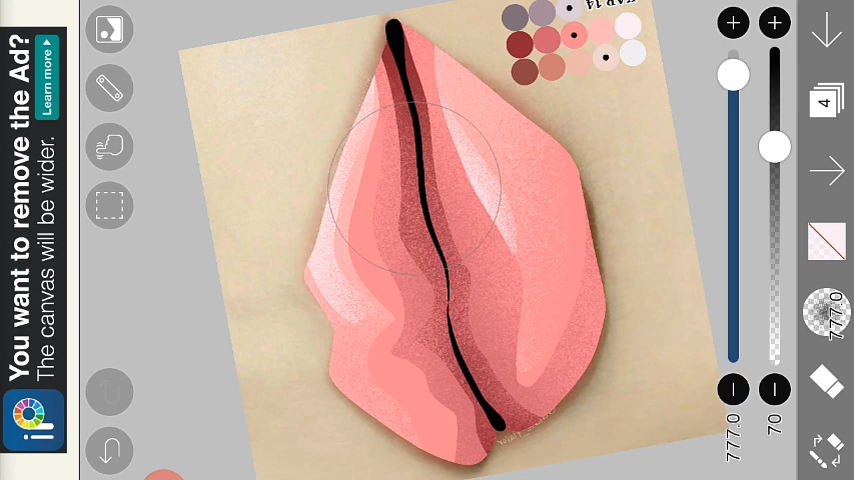 You want to remove the Ad?
The canvas will be wider.
Learn more ▶
iP
4
777.0
777.0
70